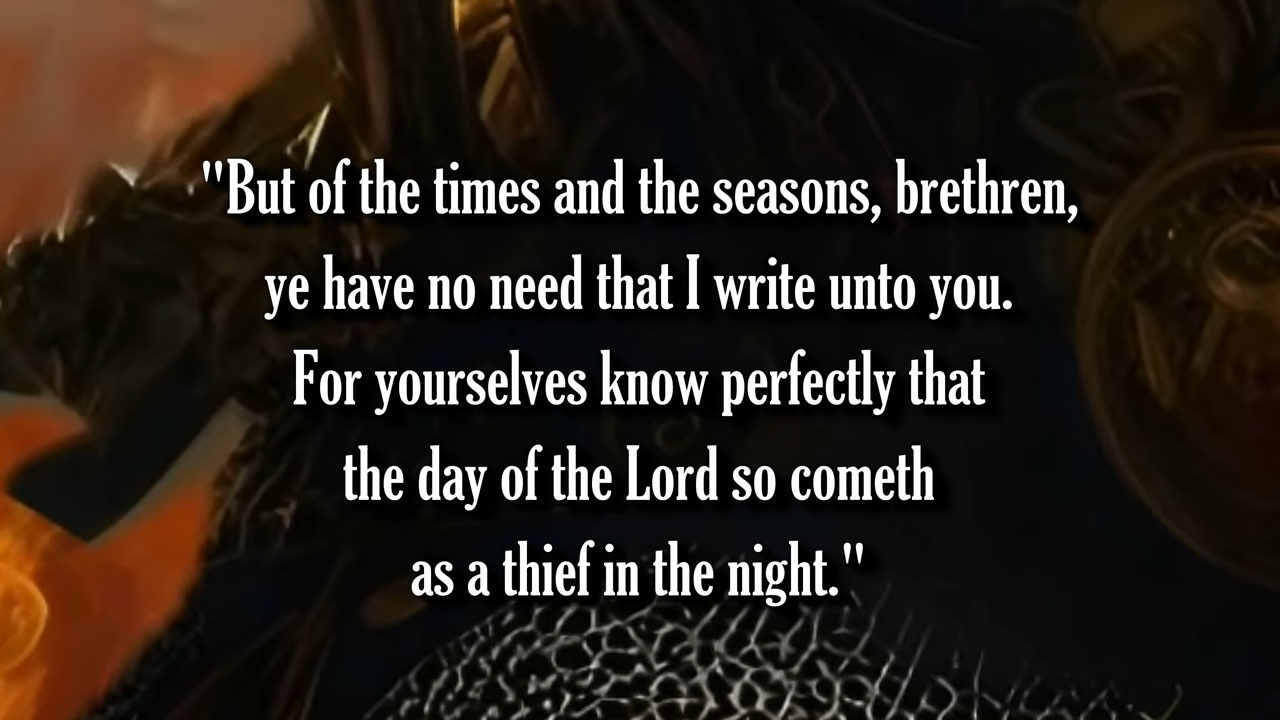 "But of the times and the seasons, brethren,
ye have no need that I write unto you.
For yourselves know perfectly that
the day of the Lord so cometh
as a thief in the night."